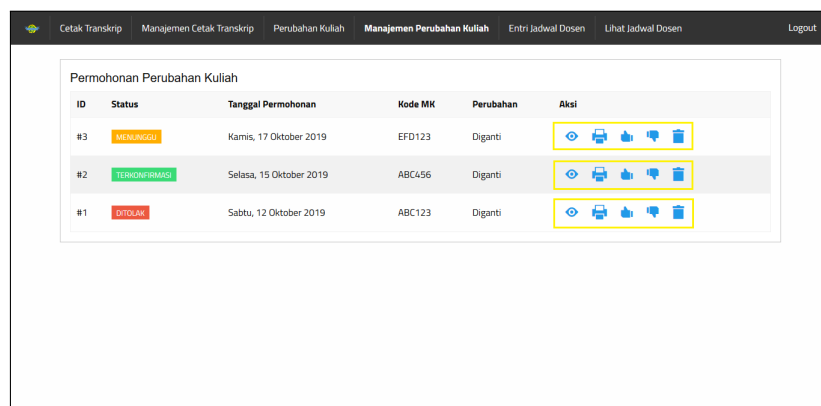 Cetak Transkrip Manajemen Cetak Transkrip Perubahan Kuliah Manajemen Perubahan Kuliah Entri Jadwal Dosen Lihat Jadwal Dosen Logout
Permohonan Perubahan Kuliah
ID Status Tanggal Permohonan Kode MK Perubahan Aksi
#3 MENUNGGU Kamis, 17 Oktober 2019 EFD123 Diganti
#2 TERKONFIRMASI Selasa, 15 Oktober 2019 ABC456 Diganti
#1 DITOLAK Sabtu, 12 Oktober 2019 ABC123 Diganti